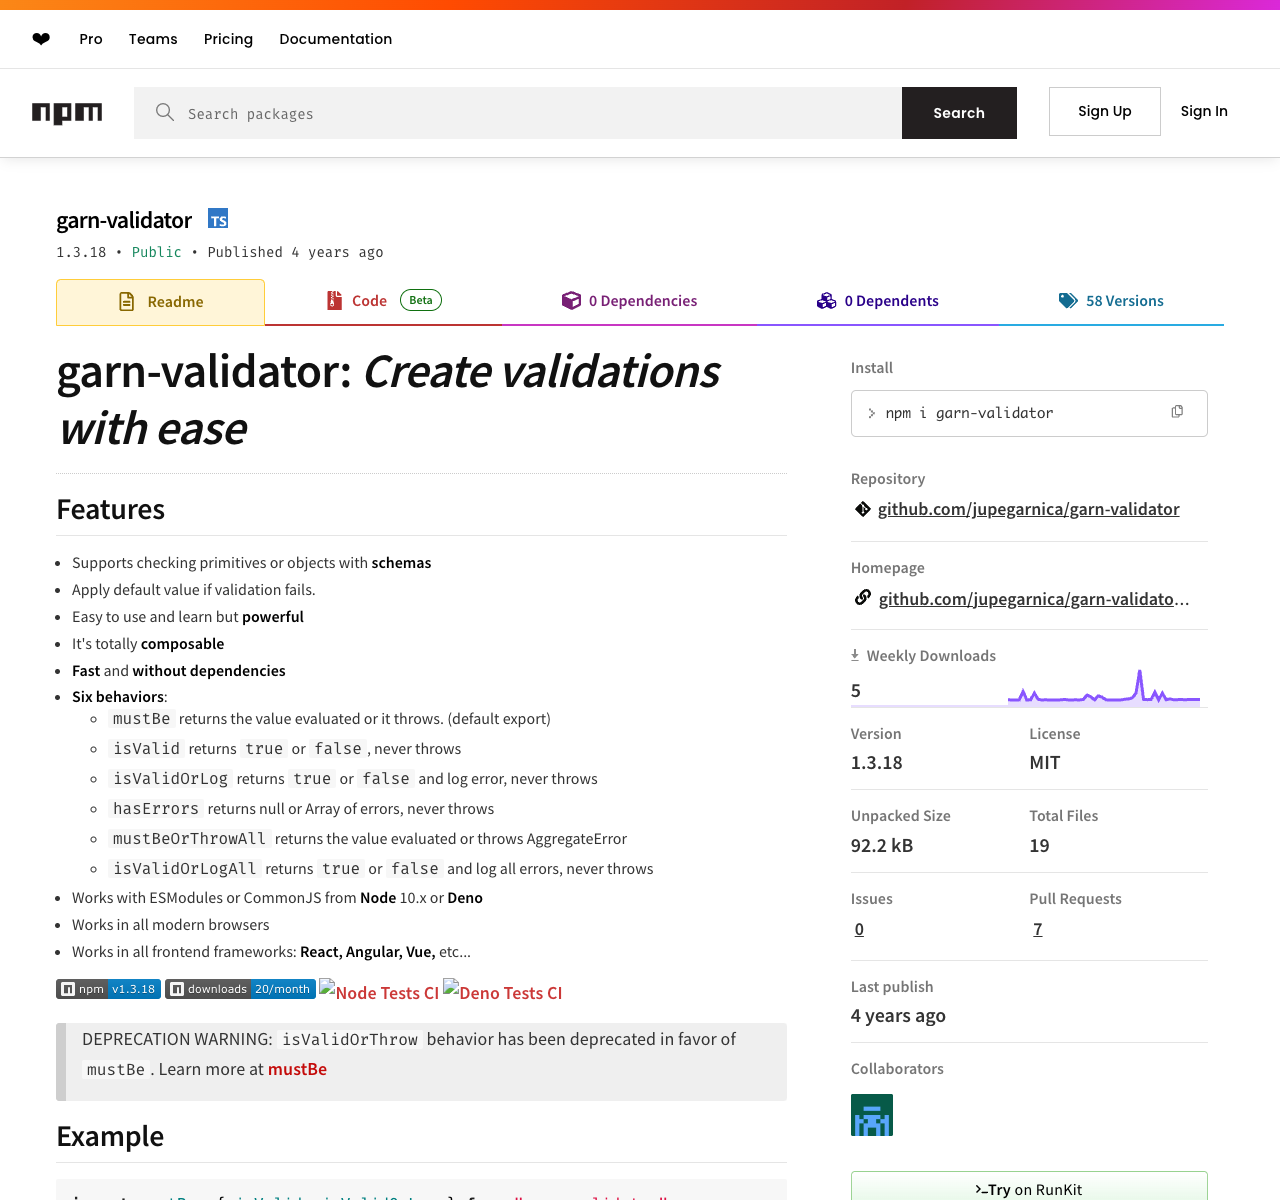 ❤ Pro Teams Pricing Documentation
npm Search packages Search Sign Up Sign In
garn-validator TS
1.3.18 • Public • Published 4 years ago
Readme Code Beta 0 Dependencies 0 Dependents 58 Versions
garn-validator: Create validations
with ease
Features
Supports checking primitives or objects with schemas
Apply default value if validation fails.
Easy to use and learn but powerful
It's totally composable
Fast and without dependencies
Six behaviors:
mustBe returns the value evaluated or it throws. (default export)
isValid returns true or false, never throws
isValidOrLog returns true or false and log error, never throws
hasErrors returns null or Array of errors, never throws
mustBeOrThrowAll returns the value evaluated or throws AggregateError
isValidOrLogAll returns true or false and log all errors, never throws
Works with ESModules or CommonJS from Node 10.x or Deno
Works in all modern browsers
Works in all frontend frameworks: React, Angular, Vue, etc...
npm v1.3.18 downloads 20/month Node Tests CI Deno Tests CI
DEPRECATION WARNING: isValidOrThrow behavior has been deprecated in favor of
mustBe. Learn more at mustBe
Example
Install
> npm i garn-validator
Repository
github.com/jupegarnica/garn-validator
Homepage
github.com/jupegarnica/garn-validato...
Weekly Downloads
5
Version License
1.3.18 MIT
Unpacked Size Total Files
92.2 kB 19
Issues Pull Requests
0 7
Last publish
4 years ago
Collaborators
Try on RunKit